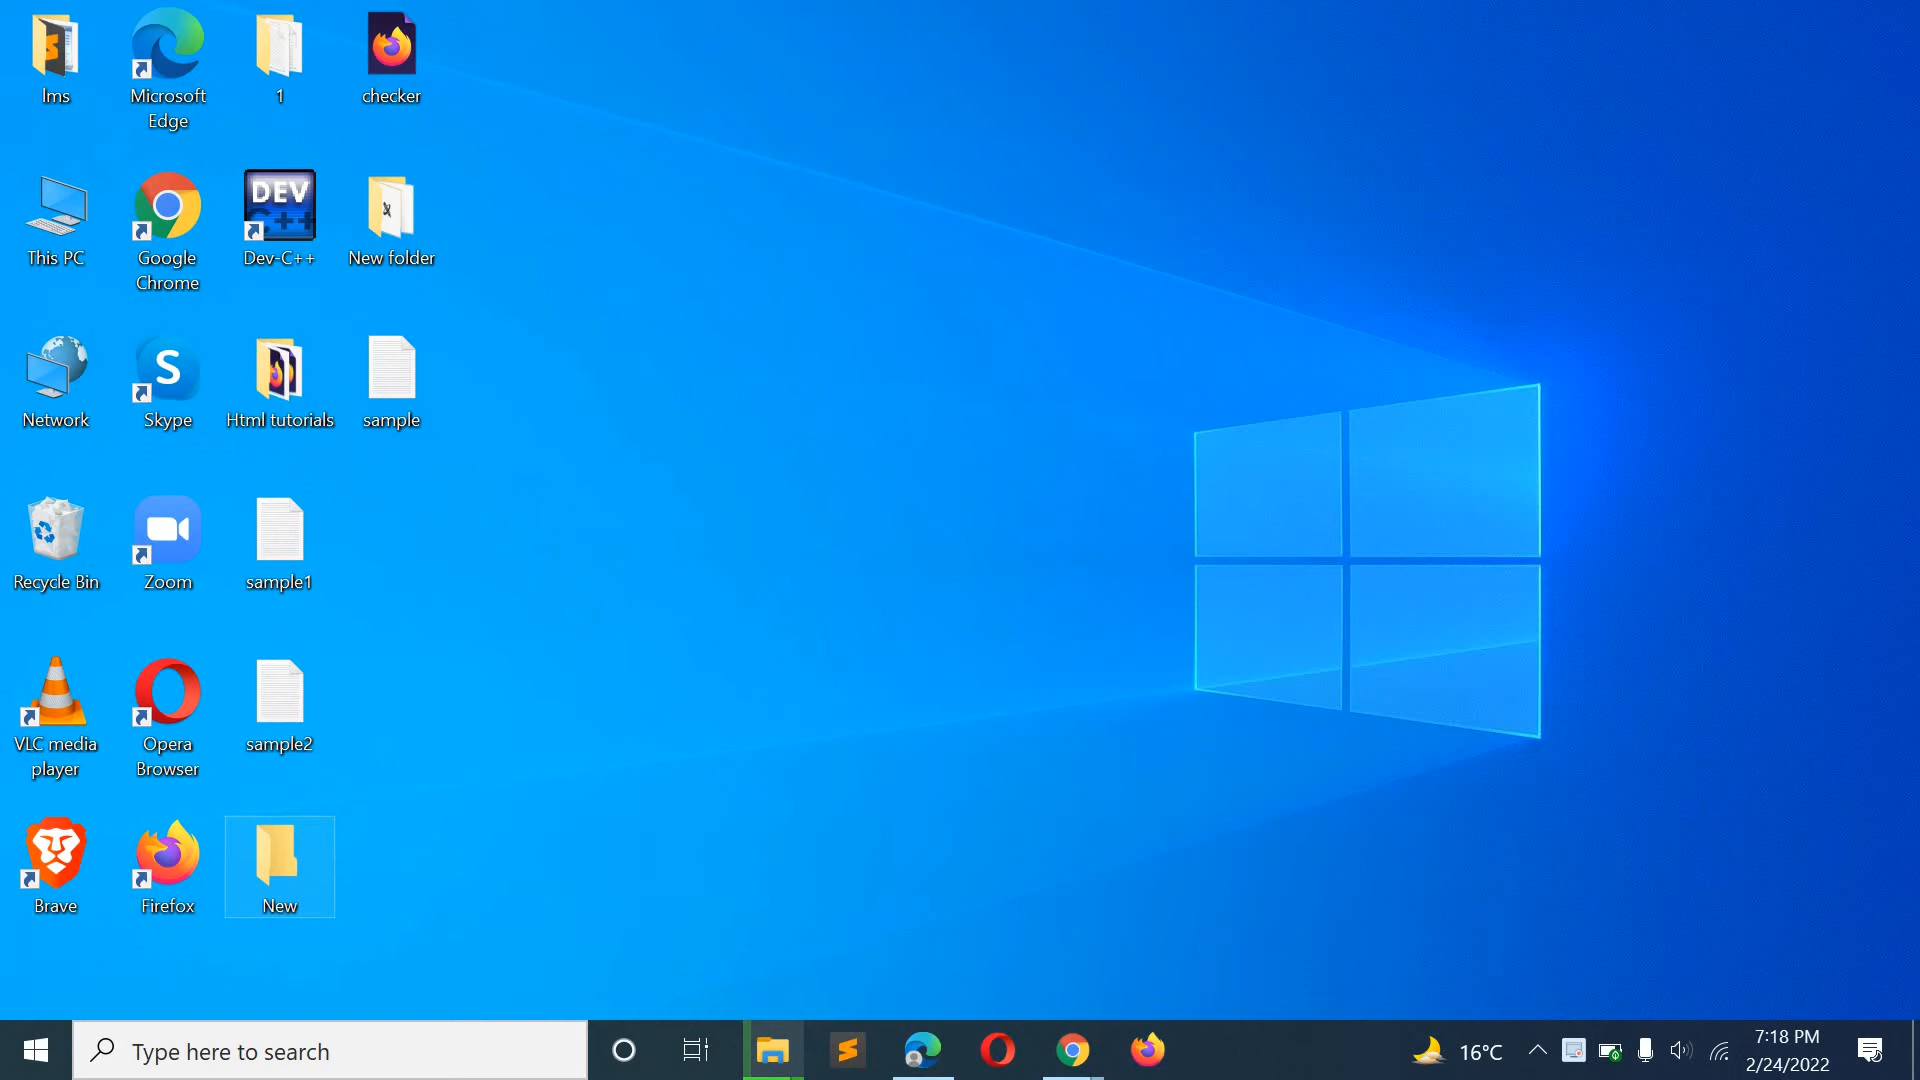 lms
Microsoft
Edge
1
checker
This PC
Google
Chrome
DEV
C++
Dev-C++
New folder
Network
S
Skype
Html tutorials
sample
Recycle Bin
Zoom
sample1
VLC media
player
Opera
Browser
sample2
Brave
Firefox
New
Type here to search
16°C
7:18 PM
2/24/2022